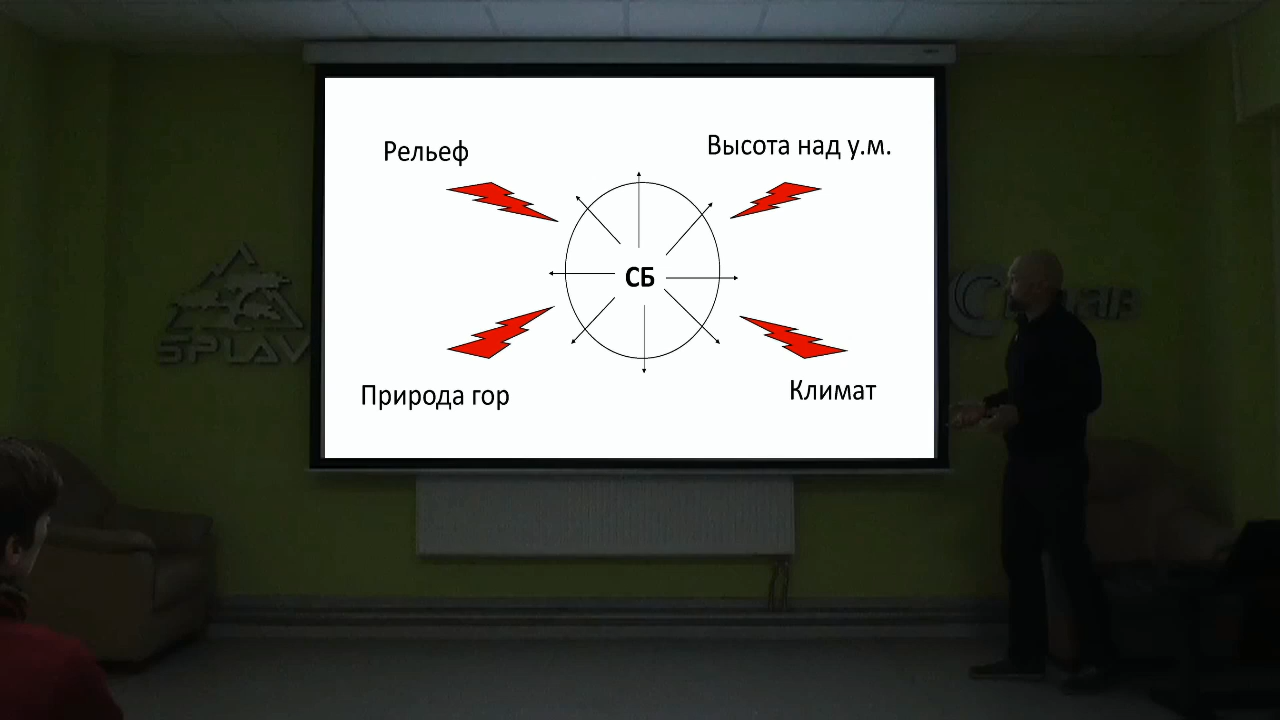 Рельеф
Высота над у.м.
СБ
Природа гор
Климат
SPLAV